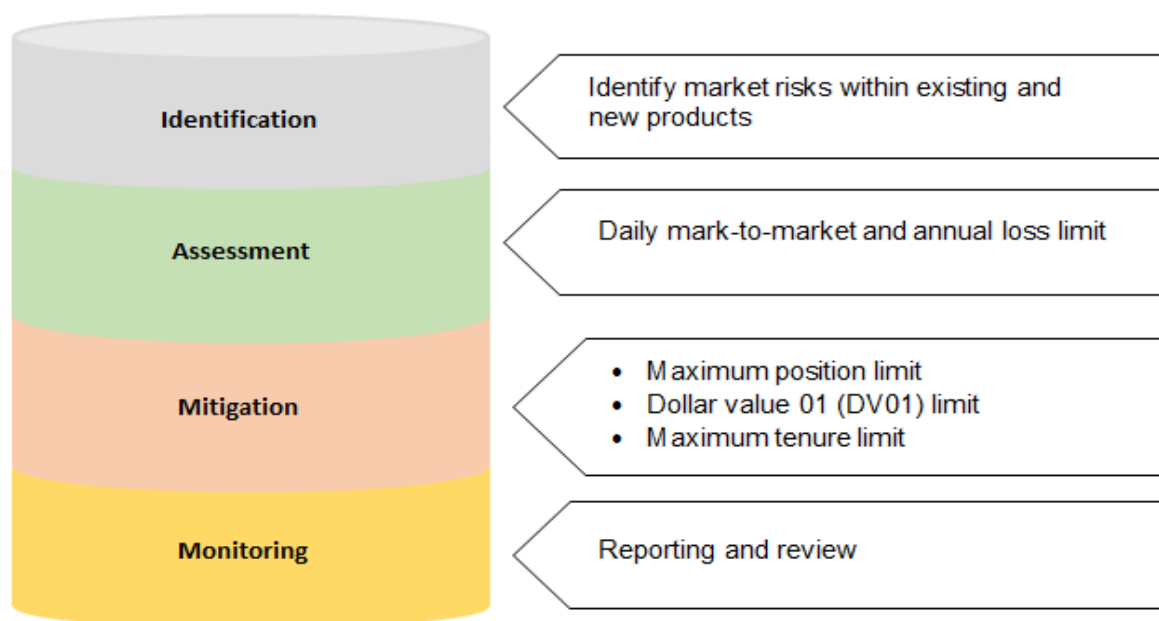 Identification
Identify market risks within existing and
new products
Assessment
Daily mark-to-market and annual loss limit
Mitigation
• Maximum position limit
• Dollar value 01 (DV01) limit
• Maximum tenure limit
Monitoring
Reporting and review